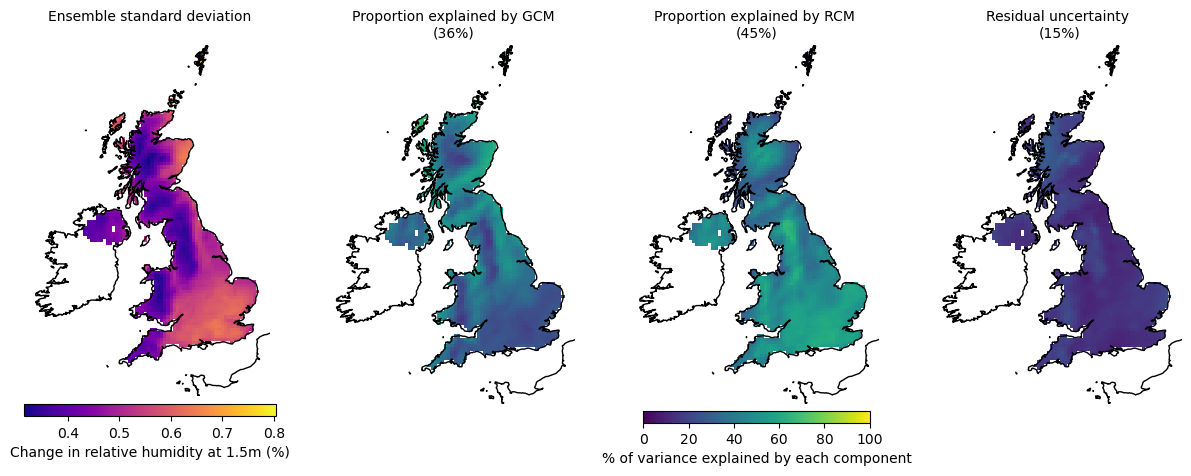 Ensemble standard deviation
Proportion explained by GCM
(36%)
Proportion explained by RCM
(45%)
Residual uncertainty
(15%)
0.4 0.5 0.6 0.7 0.8
Change in relative humidity at 1.5m (%)
0 20 40 60 80 100
% of variance explained by each component